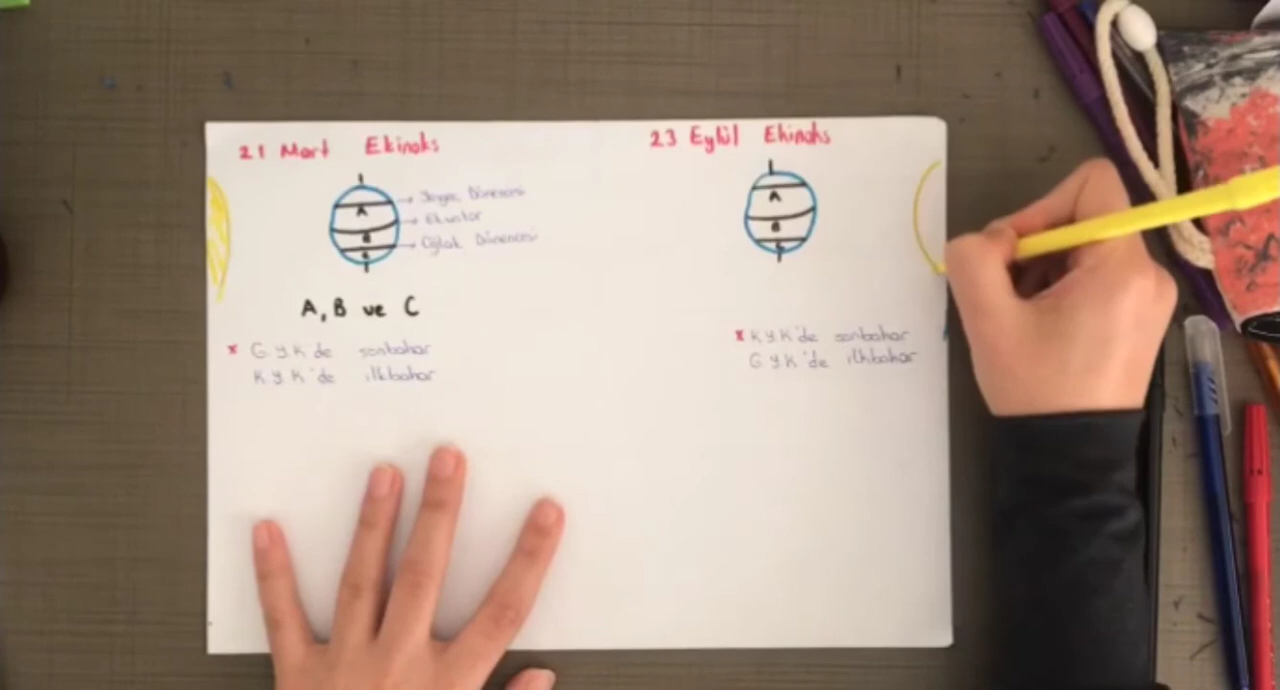 21 Mart Ekinoks
A
B
C
Yengeç Dönencesi
Ekvator
Oğlak Dönencesi
A, B ve C
x G.Y.K'de sonbahar
K.Y.K'de ilkbahar
23 Eylül Ekinoks
A
B
C
x K.Y.K'de sonbahar
G.Y.K'de ilkbahar